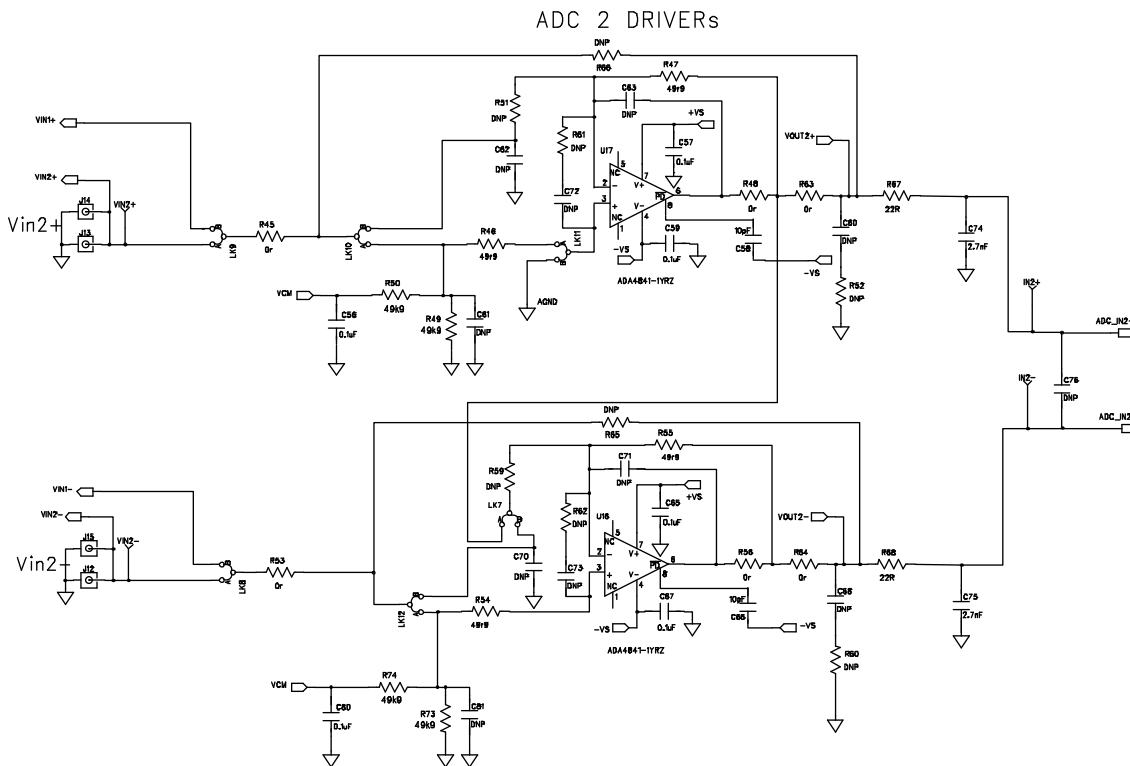 ADC 2 DRIVERs
DNP
R66
R47
49r9
C63
DNP
R51
DNP
+VS
VIN1+
R61
DNP
C57
0.1uF
U17
C62
DNP
VOUT2+
NC
5
7
V+
VIN2+
J14
VIN2+
C72
DNP
2
6
R48
0r
R63
0r
R67
22R
Vin2+
J13
3
PD
8
V-
NC
4
1
C60
DNP
R45
0r
LK9
A
B
LK10
A
B
R46
49r9
LK11
A
B
10pF
C58
C59
0.1uF
-VS
-VS
C74
2.7nF
ADA4841-1YRZ
R52
DNP
VCM
R50
49k9
AGND
IN2+
C56
0.1uF
R49
49k9
C61
DNP
ADC_IN2+
IN2-
C76
DNP
DNP
R65
ADC_IN2
R55
49r9
C71
DNP
R59
DNP
+VS
VIN1-
LK7
A
B
R62
DNP
C65
0.1uF
U16
VIN2-
VOUT2-
J15
VIN2-
NC
5
7
V+
C70
DNP
2
6
R56
0r
R64
0r
R68
22R
Vin2-
J12
R53
0r
LK8
A
B
C73
DNP
3
PD
8
V-
NC
4
1
LK12
A
B
R54
49r9
10pF
C66
C68
DNP
C67
0.1uF
-VS
-VS
C75
2.7nF
ADA4841-1YRZ
R60
DNP
VCM
R74
49k9
C80
0.1uF
R73
49k9
C81
DNP